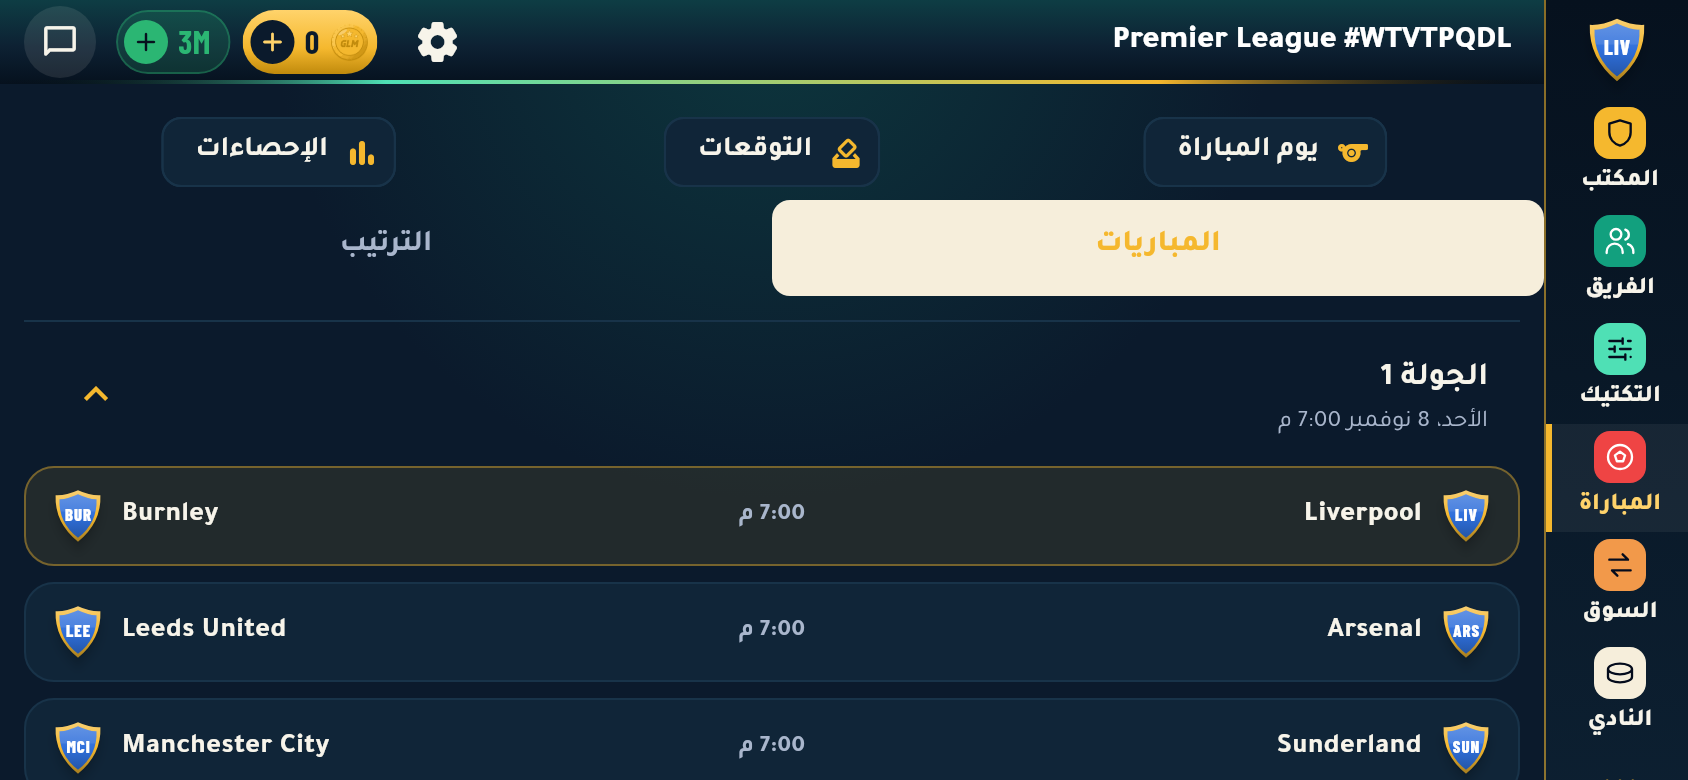 Premier League #WTVTPQDL
GLM
0
3M
LIV
المكتب
الفريق
التكتيك
المباراة
السوق
النادي
يوم المباراة
التوقعات
الإحصاءات
المباريات
الترتيب
الجولة 1
الأحد، 8 نوفمبر 7:00 م
LIV Liverpool 7:00 م Burnley BUR
ARS Arsenal 7:00 م Leeds United LEE
SUN Sunderland 7:00 م Manchester City MCI